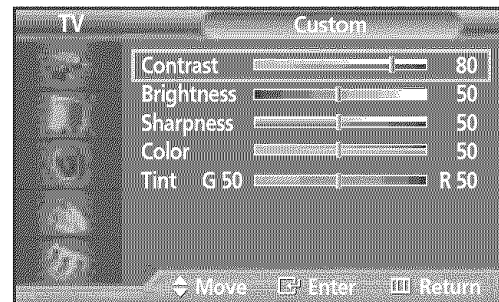 TV Custom
Contrast 80
Brightness 50
Sharpness 50
Color 50
Tint G 50 R 50
Move Enter Return